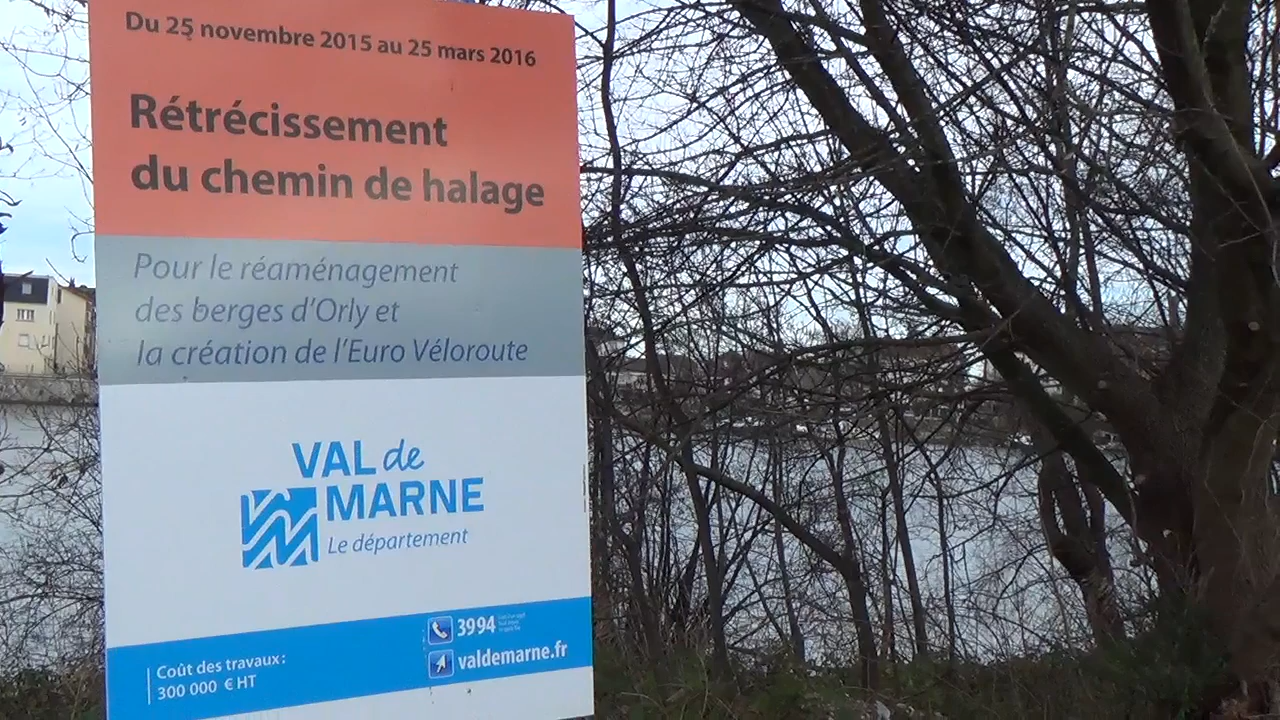 Du 25 novembre 2015 au 25 mars 2016
Rétrécissement
du chemin de halage
Pour le réaménagement
des berges d'Orly et
la création de l'Euro Véloroute
VAL de
MARNE
Le département
Coût des travaux :
300 000 € HT
3994
valdemarne.fr